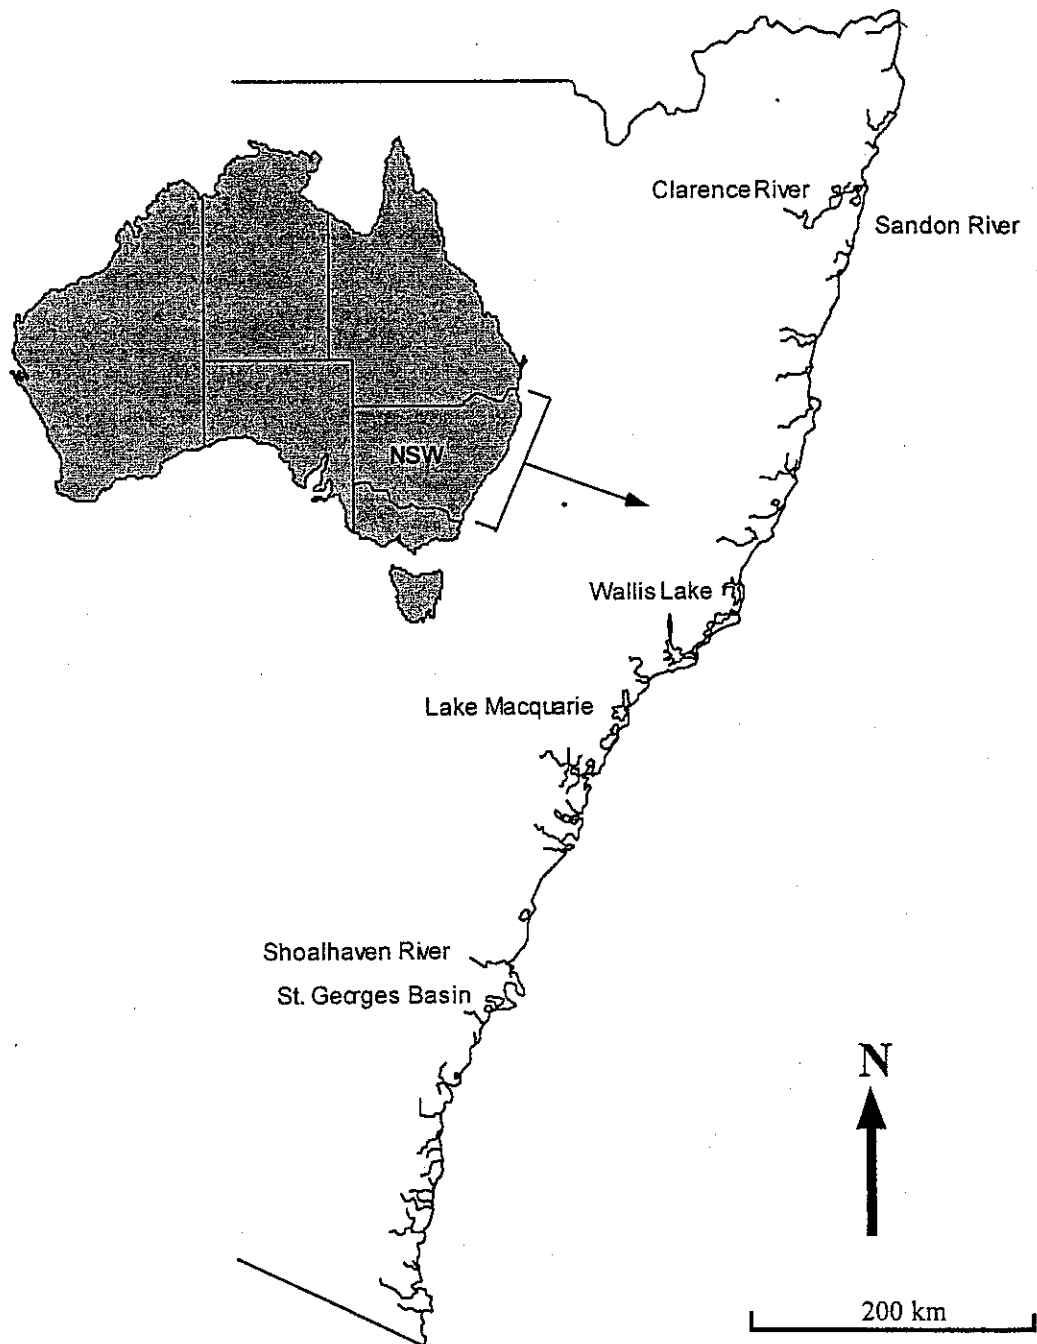 Clarence River
Sandon River
NSW
Wallis Lake
Lake Macquarie
Shoalhaven River
St. Georges Basin
N
200 km